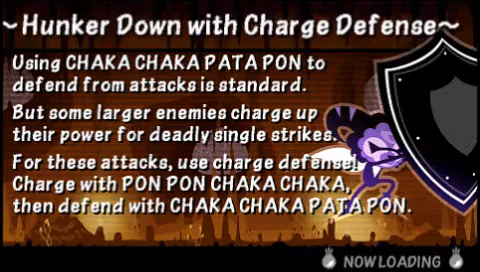 ~Hunker Down with Charge Defense~
Using CHAKA CHAKA PATA PON to
defend from attacks is standard.
But some larger enemies charge up
their power for deadly single strikes.
For these attacks, use charge defense!
Charge with PON PON CHAKA CHAKA,
then defend with CHAKA CHAKA PATA PON.
NOW LOADING